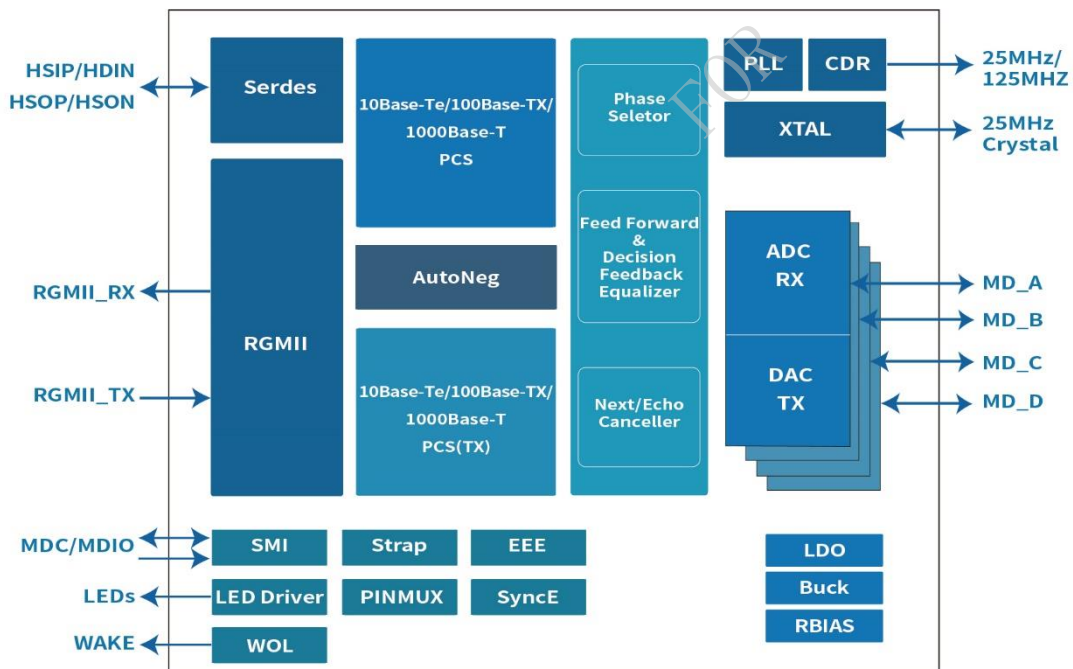 HSIP/HDIN
HSOP/HSON
Serdes
10Base-Te/100Base-TX/
1000Base-T
PCS
Phase
Seletor
FOR
PLL
CDR
25MHz/
125MHZ
XTAL
25MHz
Crystal
RGMII_RX
RGMII
RGMII_TX
AutoNeg
Feed Forward
&
Decision
Feedback
Equalizer
ADC
RX
DAC
TX
MD_A
MD_B
MD_C
MD_D
10Base-Te/100Base-TX/
1000Base-T
PCS(TX)
Next/Echo
Canceller
MDC/MDIO
SMI
Strap
EEE
LEDs
LED Driver
PINMUX
SyncE
WAKE
WOL
LDO
Buck
RBIAS